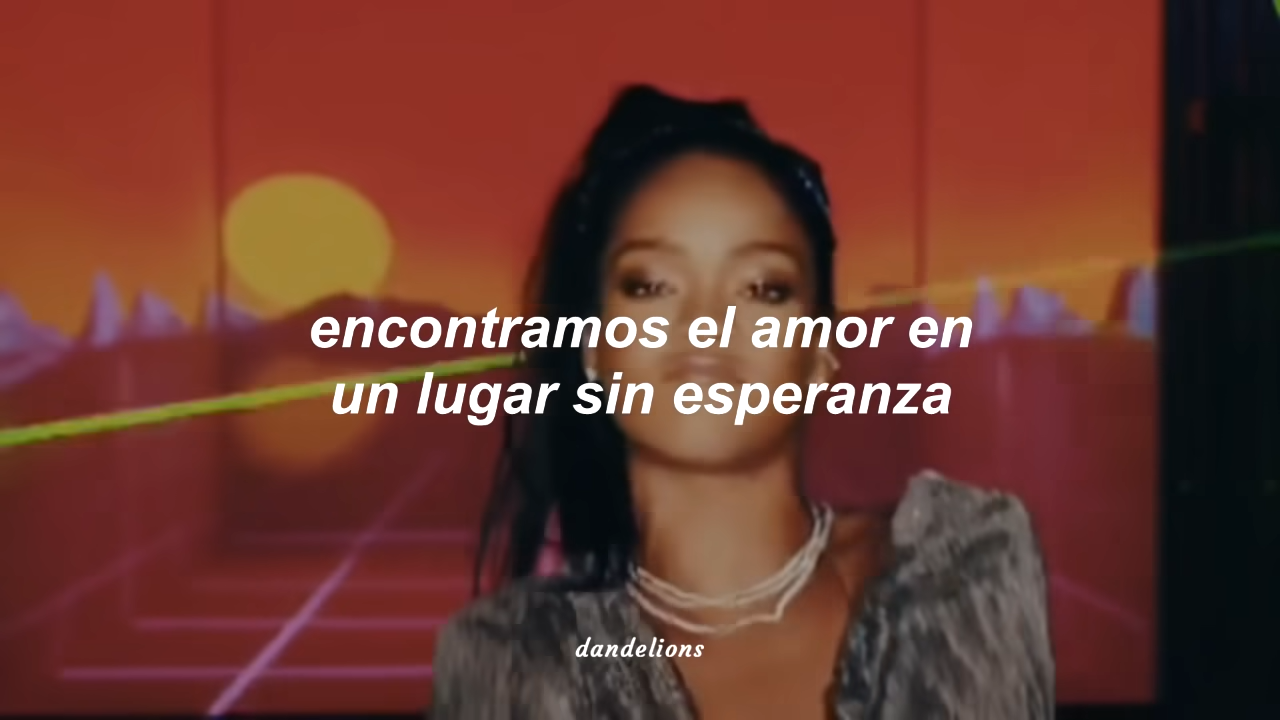 encontramos el amor en
un lugar sin esperanza
dandelions